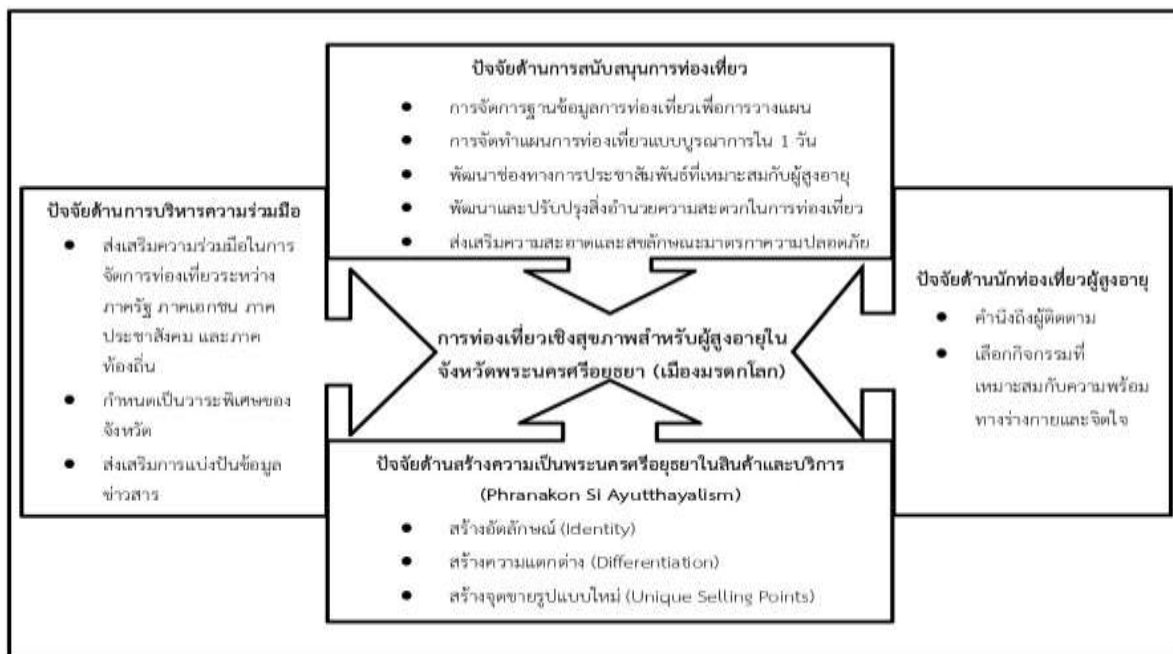 ปัจจัยด้านการสนับสนุนการท่องเที่ยว
● การจัดการฐานข้อมูลการท่องเที่ยวเพื่อการวางแผน
● การจัดทำแผนการท่องเที่ยวแบบบูรณาการใน 1 วัน
● พัฒนาช่องทางการประชาสัมพันธ์ที่เหมาะสมกับผู้สูงอายุ
● พัฒนาและปรับปรุงสิ่งอำนวยความสะดวกในการท่องเที่ยว
● ส่งเสริมความสะอาดและสุขลักษณะมาตรกาความปลอดภัย
ปัจจัยด้านการบริหารความร่วมมือ
● ส่งเสริมความร่วมมือในการ
จัดการท่องเที่ยวระหว่าง
ภาครัฐ ภาคเอกชน ภาค
ประชาสังคม และภาค
ท้องถิ่น
● กำหนดเป็นวาระพิเศษของ
จังหวัด
● ส่งเสริมการแบ่งปันข้อมูล
ข่าวสาร
การท่องเที่ยวเชิงสุขภาพสำหรับผู้สูงอายุใน
จังหวัดพระนครศรีอยุธยา (เมืองมรดกโลก)
ปัจจัยด้านนักท่องเที่ยวผู้สูงอายุ
● คำนึงถึงผู้ติดตาม
● เลือกกิจกรรมที่
เหมาะสมกับความพร้อม
ทางร่างกายและจิตใจ
ปัจจัยด้านสร้างความเป็นพระนครศรีอยุธยาในสินค้าและบริการ
(Phranakon Si Ayutthayalism)
● สร้างอัตลักษณ์ (Identity)
● สร้างความแตกต่าง (Differentiation)
● สร้างจุดขายรูปแบบใหม่ (Unique Selling Points)